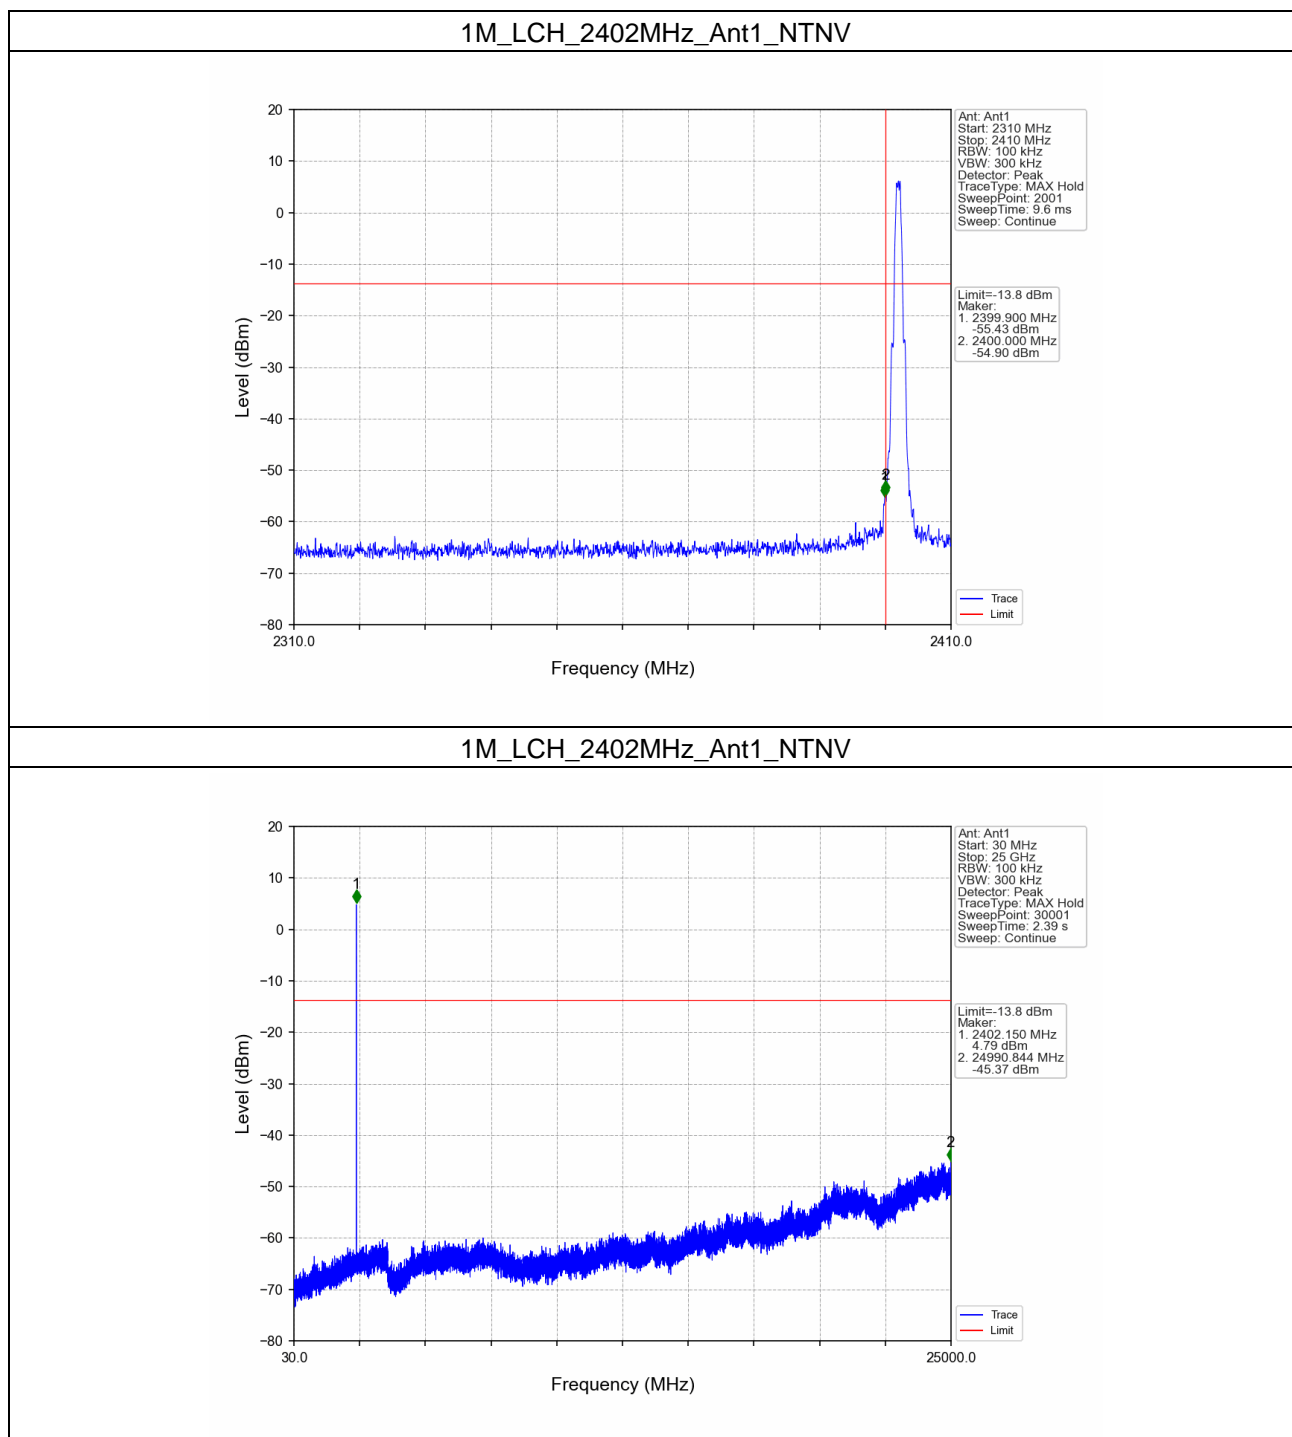 1M_LCH_2402MHz_Ant1_NTNV
20
10
0
−10
−20
−30
−40
−50
−60
−70
−80
Level (dBm)
2
2310.0
2410.0
Frequency (MHz)
Ant: Ant1
Start: 2310 MHz
Stop: 2410 MHz
RBW: 100 kHz
VBW: 300 kHz
Detector: Peak
TraceType: MAX Hold
SweepPoint: 2001
SweepTime: 9.6 ms
Sweep: Continue
Limit=-13.8 dBm
Maker:
1. 2399.900 MHz
-55.43 dBm
2. 2400.000 MHz
-54.90 dBm
Trace
Limit
1M_LCH_2402MHz_Ant1_NTNV
20
10
0
−10
−20
−30
−40
−50
−60
−70
−80
Level (dBm)
1
2
30.0
25000.0
Frequency (MHz)
Ant: Ant1
Start: 30 MHz
Stop: 25 GHz
RBW: 100 kHz
VBW: 300 kHz
Detector: Peak
TraceType: MAX Hold
SweepPoint: 30001
SweepTime: 2.39 s
Sweep: Continue
Limit=-13.8 dBm
Maker:
1. 2402.150 MHz
4.79 dBm
2. 24990.844 MHz
-45.37 dBm
Trace
Limit